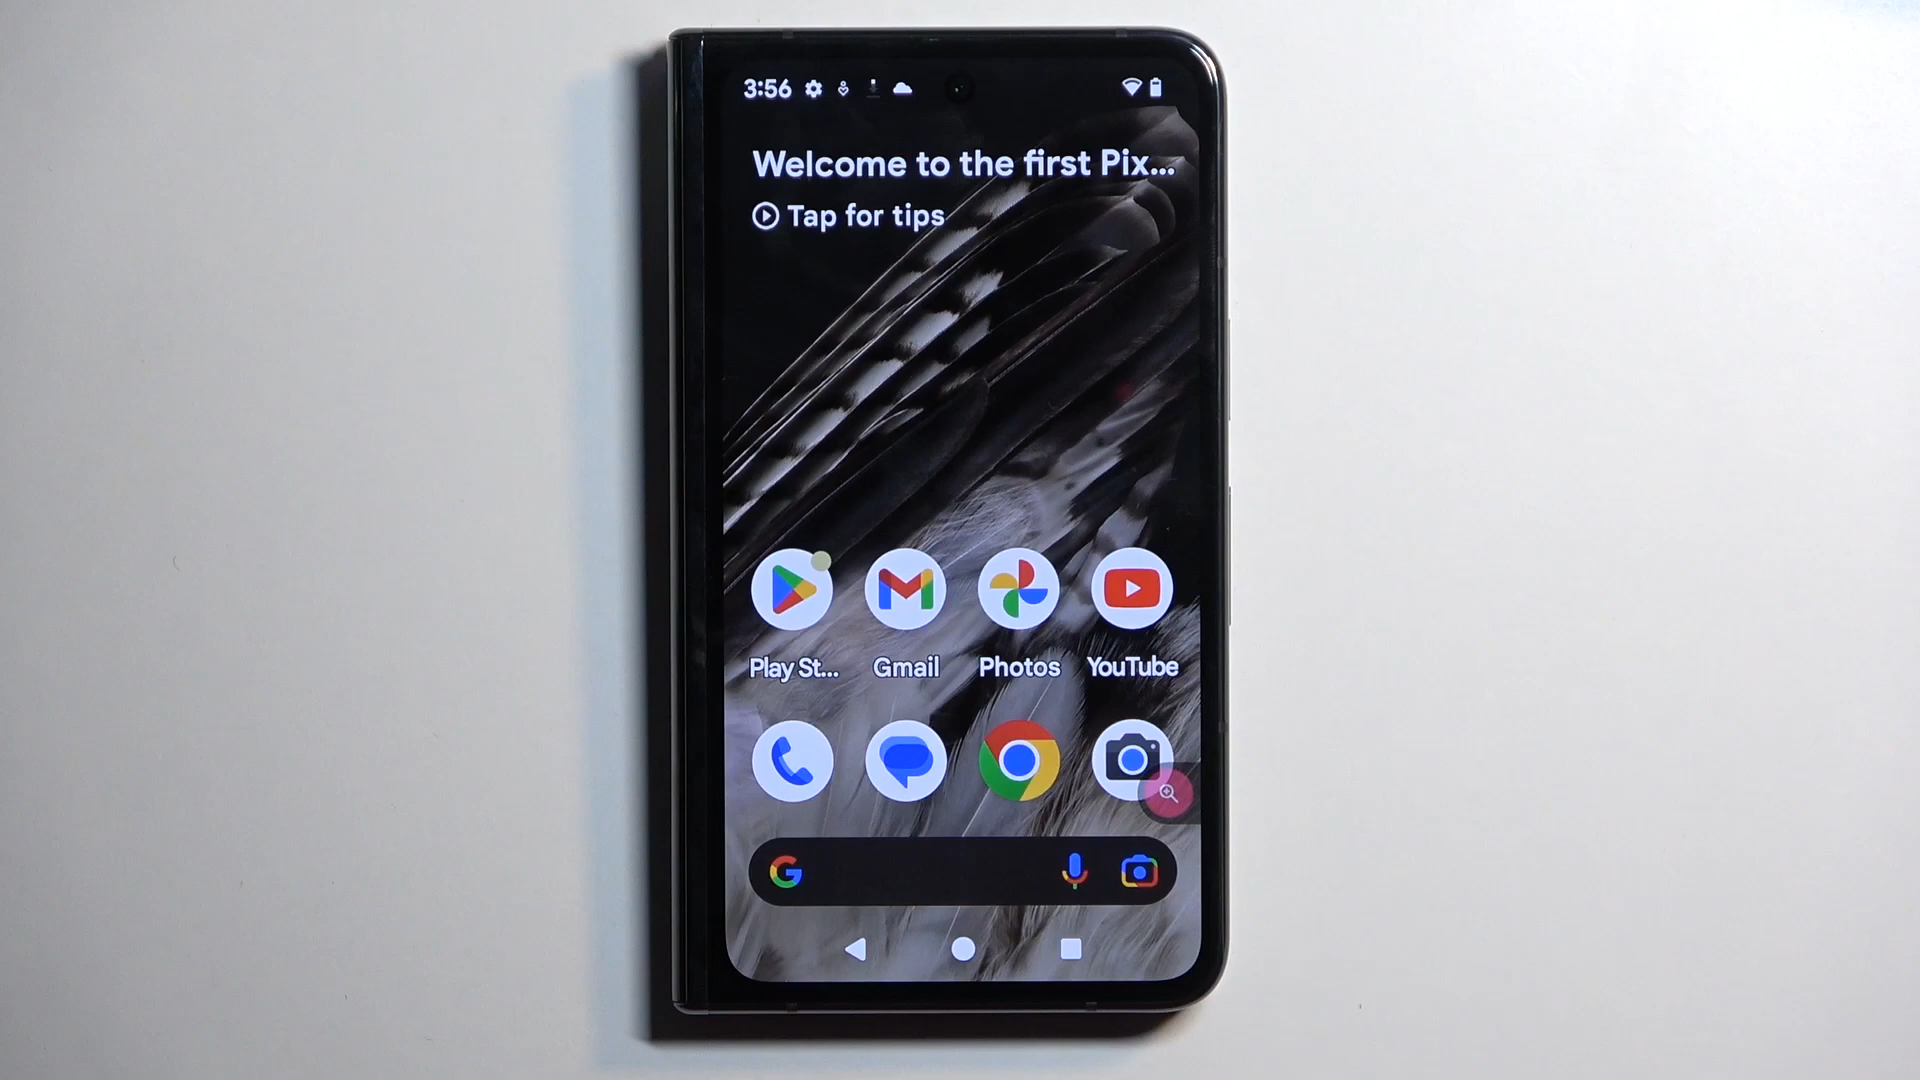 3:56
Welcome to the first Pix...
Tap for tips
Play St...
Gmail
Photos
YouTube